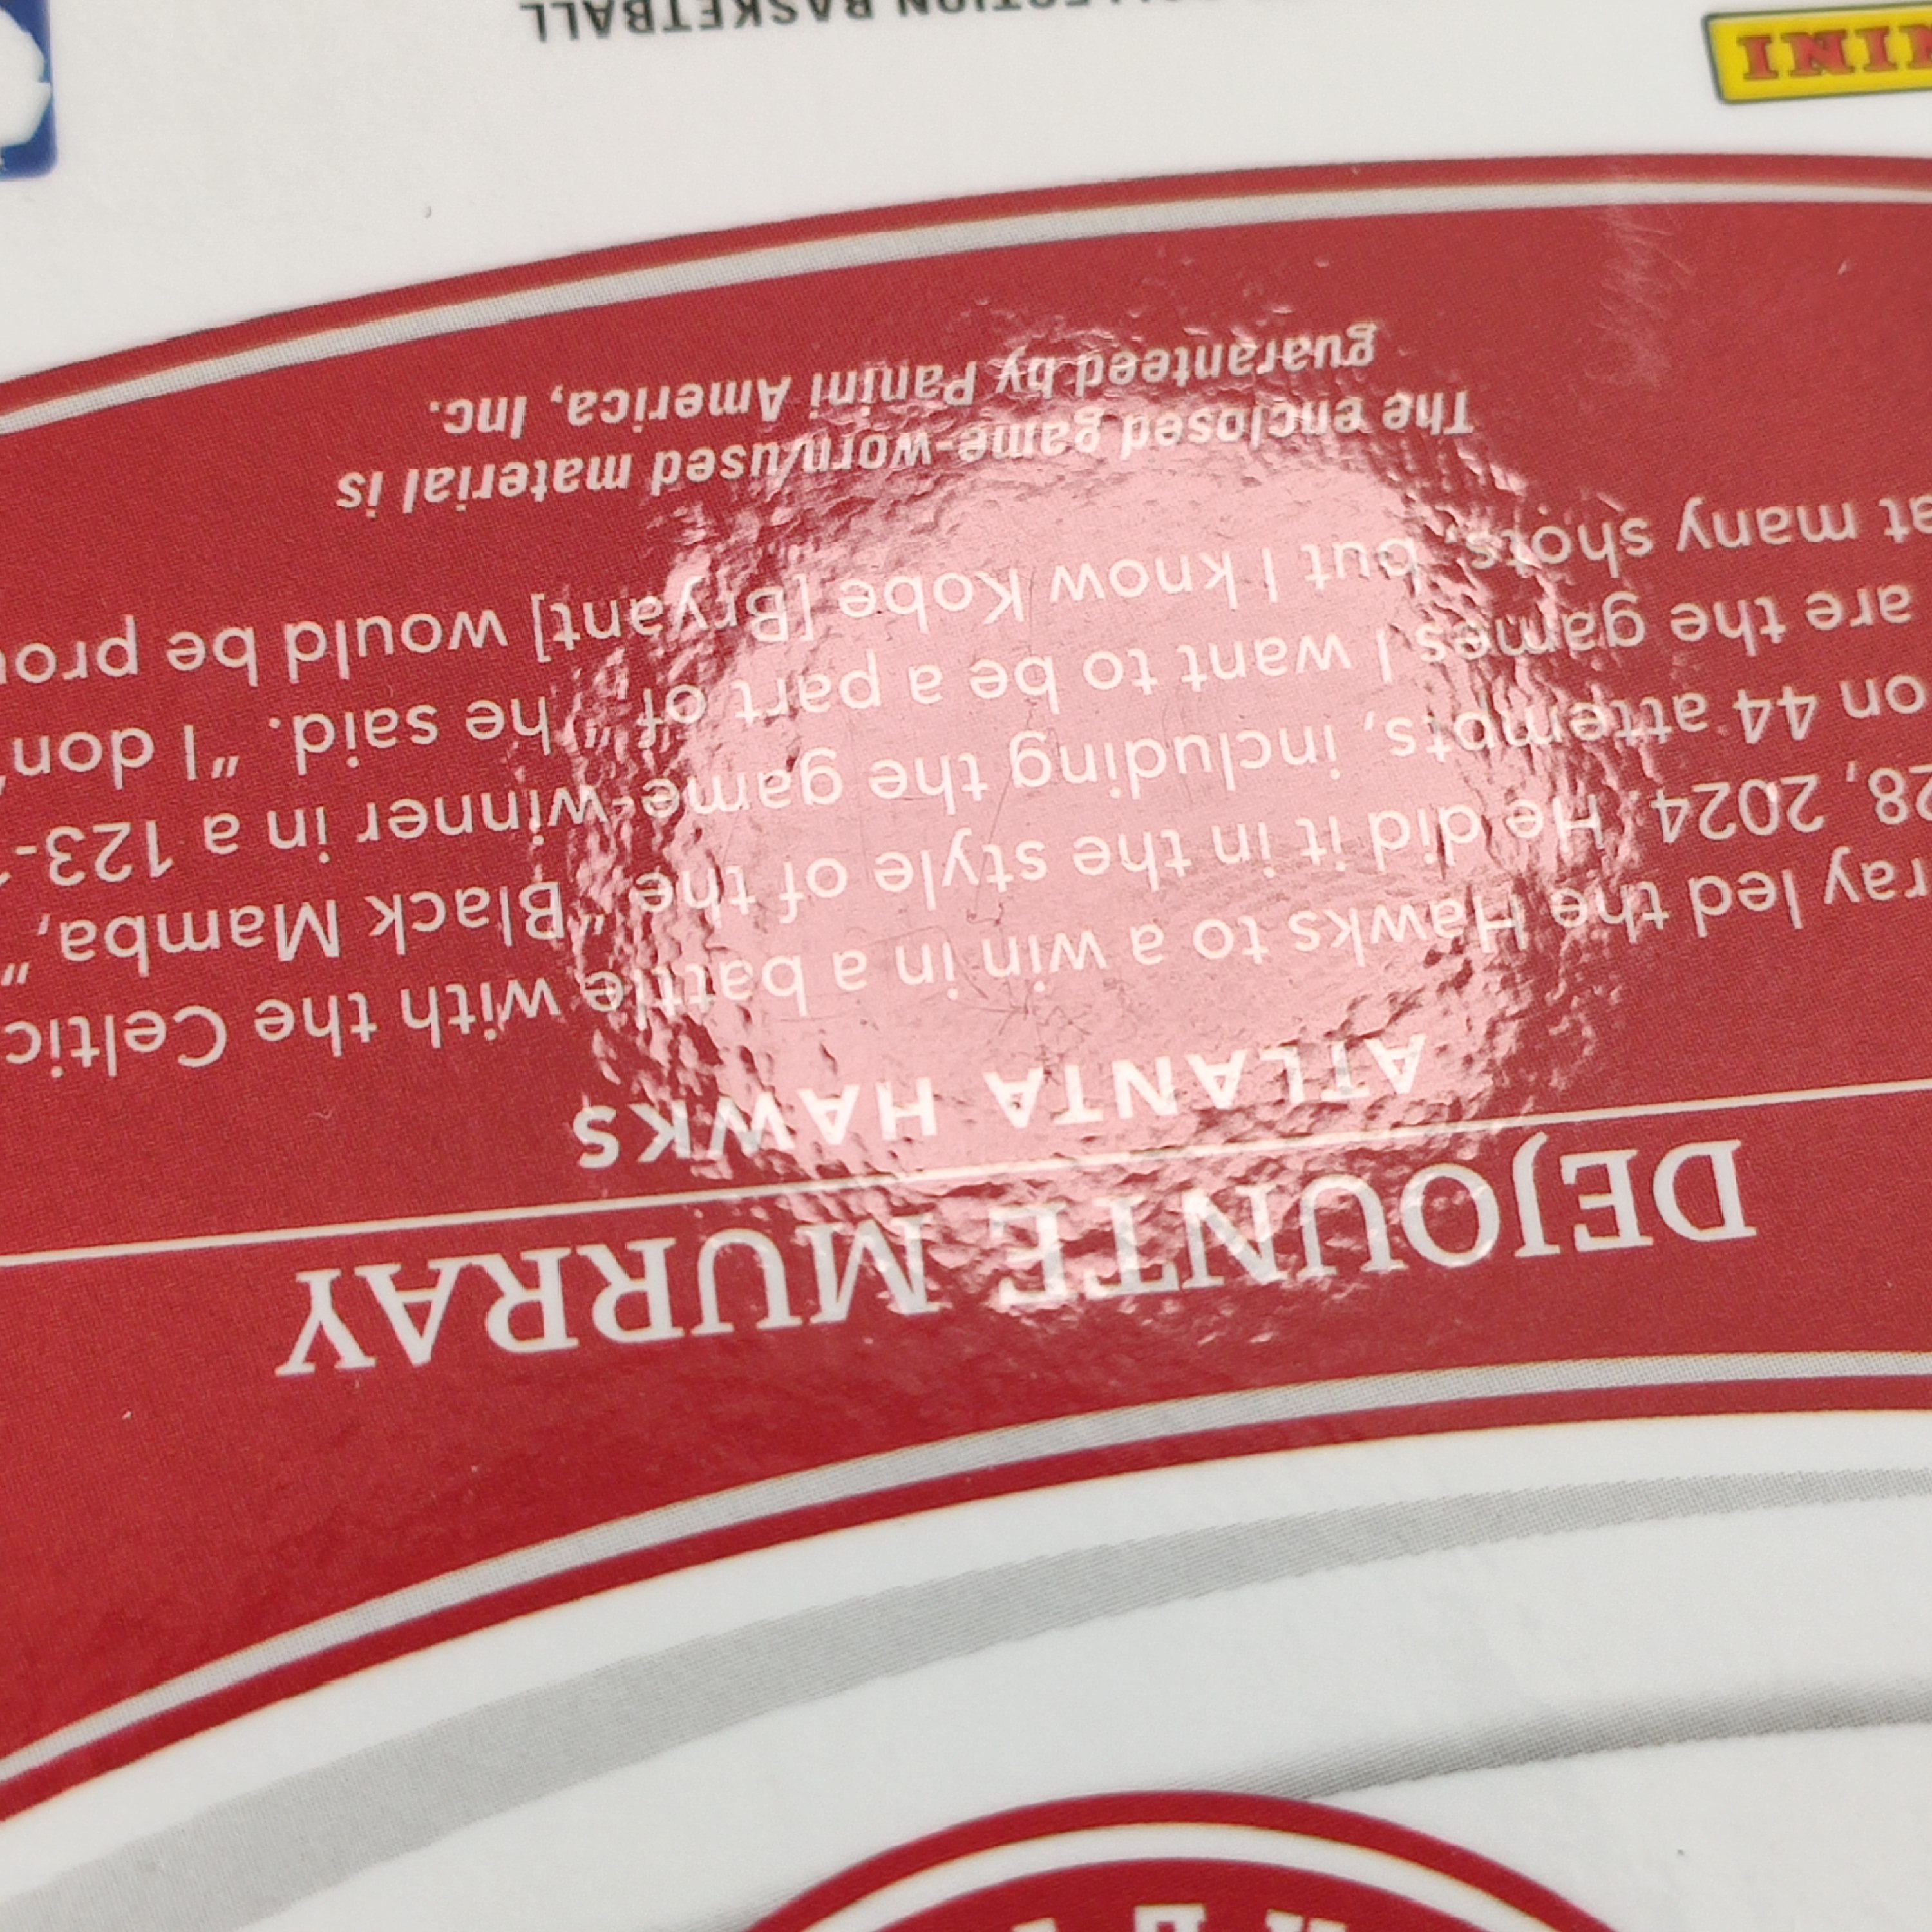 DEJOUNTE MURRAY
ATLANTA HAWKS
ray led the Hawks to a win in a battle with the Celtic
28, 2024. He did it in the style of the "Black Mamba,"
on 44 attempts, including the game-winner in a 123-
are the games I want to be a part of," he said. "I don'
at many shots, but I know Kobe [Bryant] would be prou
The enclosed game-worn/used material is
guaranteed by Panini America, Inc.
BASKETBALL